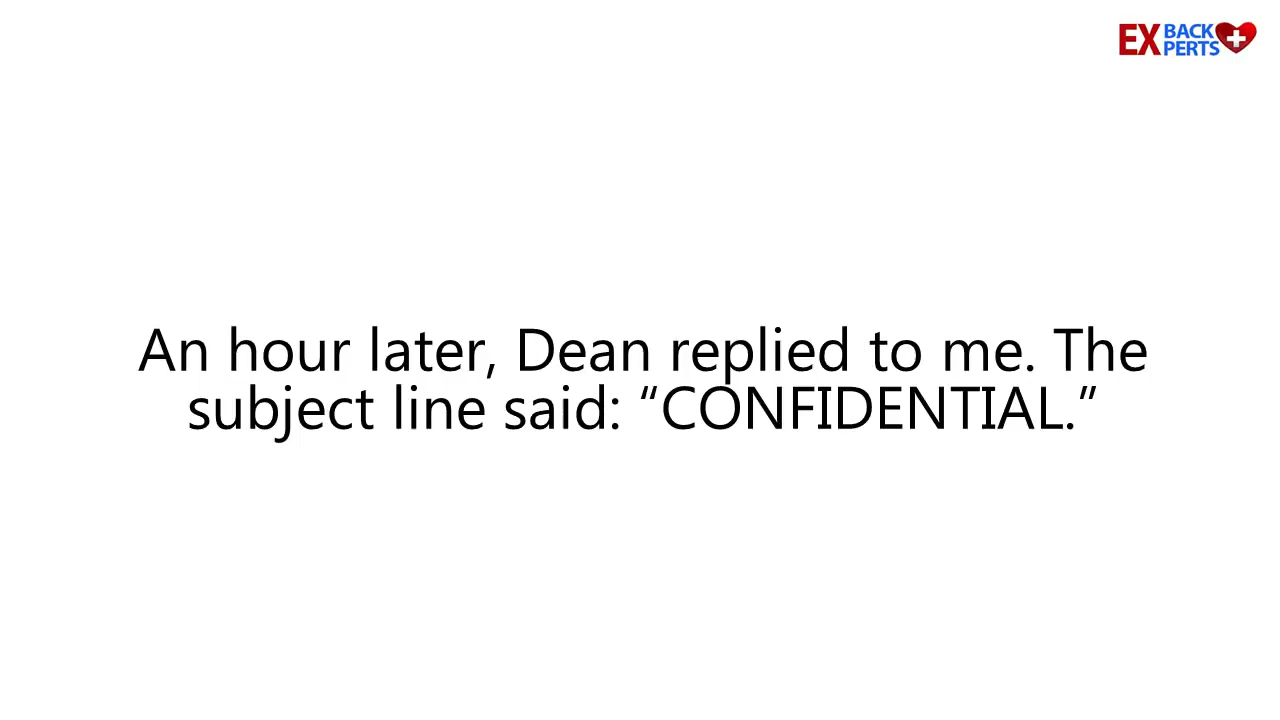 EX BACK
PERTS
An hour later, Dean replied to me. The
subject line said: “CONFIDENTIAL.”